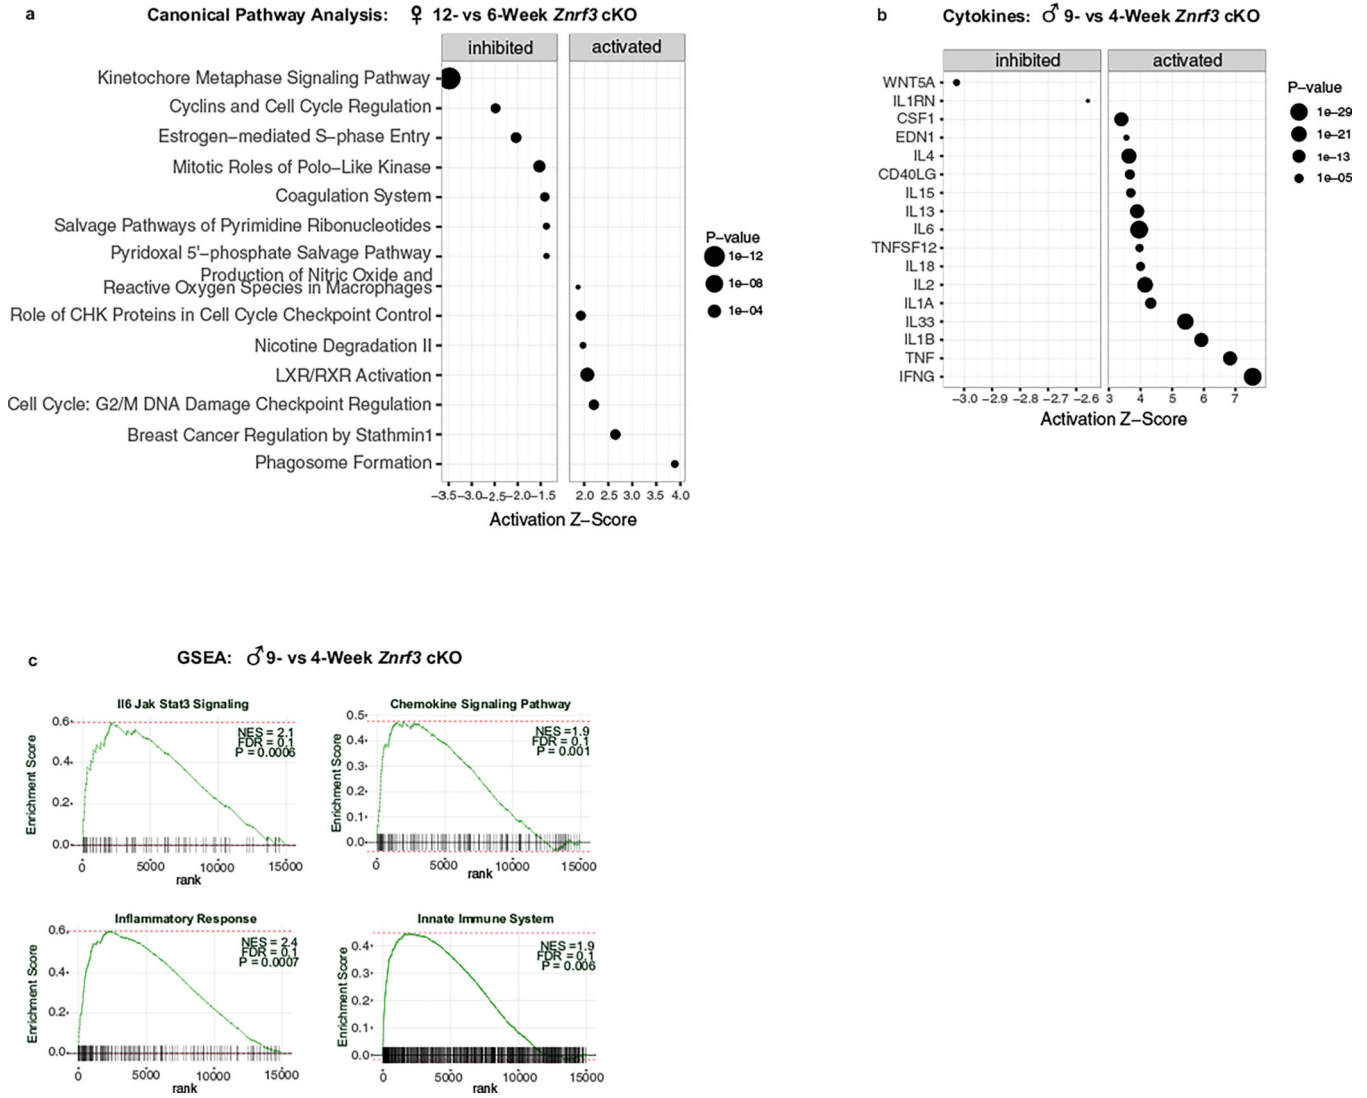 a
Canonical Pathway Analysis: ♀ 12- vs 6-Week Znrf3 cKO
inhibited
activated
Kinetochore Metaphase Signaling Pathway
Cyclins and Cell Cycle Regulation
Estrogen-mediated S-phase Entry
Mitotic Roles of Polo-Like Kinase
Coagulation System
Salvage Pathways of Pyrimidine Ribonucleotides
Pyridoxal 5'-phosphate Salvage Pathway
Production of Nitric Oxide and
Reactive Oxygen Species in Macrophages
Role of CHK Proteins in Cell Cycle Checkpoint Control
Nicotine Degradation II
LXR/RXR Activation
Cell Cycle: G2/M DNA Damage Checkpoint Regulation
Breast Cancer Regulation by Stathmin1
Phagosome Formation
-3.5 -3.0 -2.5 -2.0 -1.5
2.0 2.5 3.0 3.5 4.0
Activation Z-Score
P-value
1e-12
1e-08
1e-04
b
Cytokines: ♂ 9- vs 4-Week Znrf3 cKO
inhibited
activated
WNT5A
IL1RN
CSF1
EDN1
IL4
CD40LG
IL15
IL13
IL6
TNFSF12
IL18
IL2
IL1A
IL33
IL1B
TNF
IFNG
-3.0 -2.9 -2.8 -2.7 -2.6
3 4 5 6 7
Activation Z-Score
P-value
1e-29
1e-21
1e-13
1e-05
c
GSEA: ♂ 9- vs 4-Week Znrf3 cKO
Il6 Jak Stat3 Signaling
Enrichment Score
0.6
0.4
0.2
0.0
NES = 2.1
FDR = 0.1
P = 0.0006
0 5000 10000 15000
rank
Chemokine Signaling Pathway
Enrichment Score
0.5
0.4
0.3
0.2
0.1
0.0
NES =1.9
FDR = 0.1
P = 0.001
0 5000 10000 15000
rank
Inflammatory Response
Enrichment Score
0.6
0.4
0.2
0.0
NES = 2.4
FDR = 0.1
P = 0.0007
0 5000 10000 15000
rank
Innate Immune System
Enrichment Score
0.4
0.3
0.2
0.1
0.0
NES =1.9
FDR = 0.1
P = 0.006
0 5000 10000 15000
rank